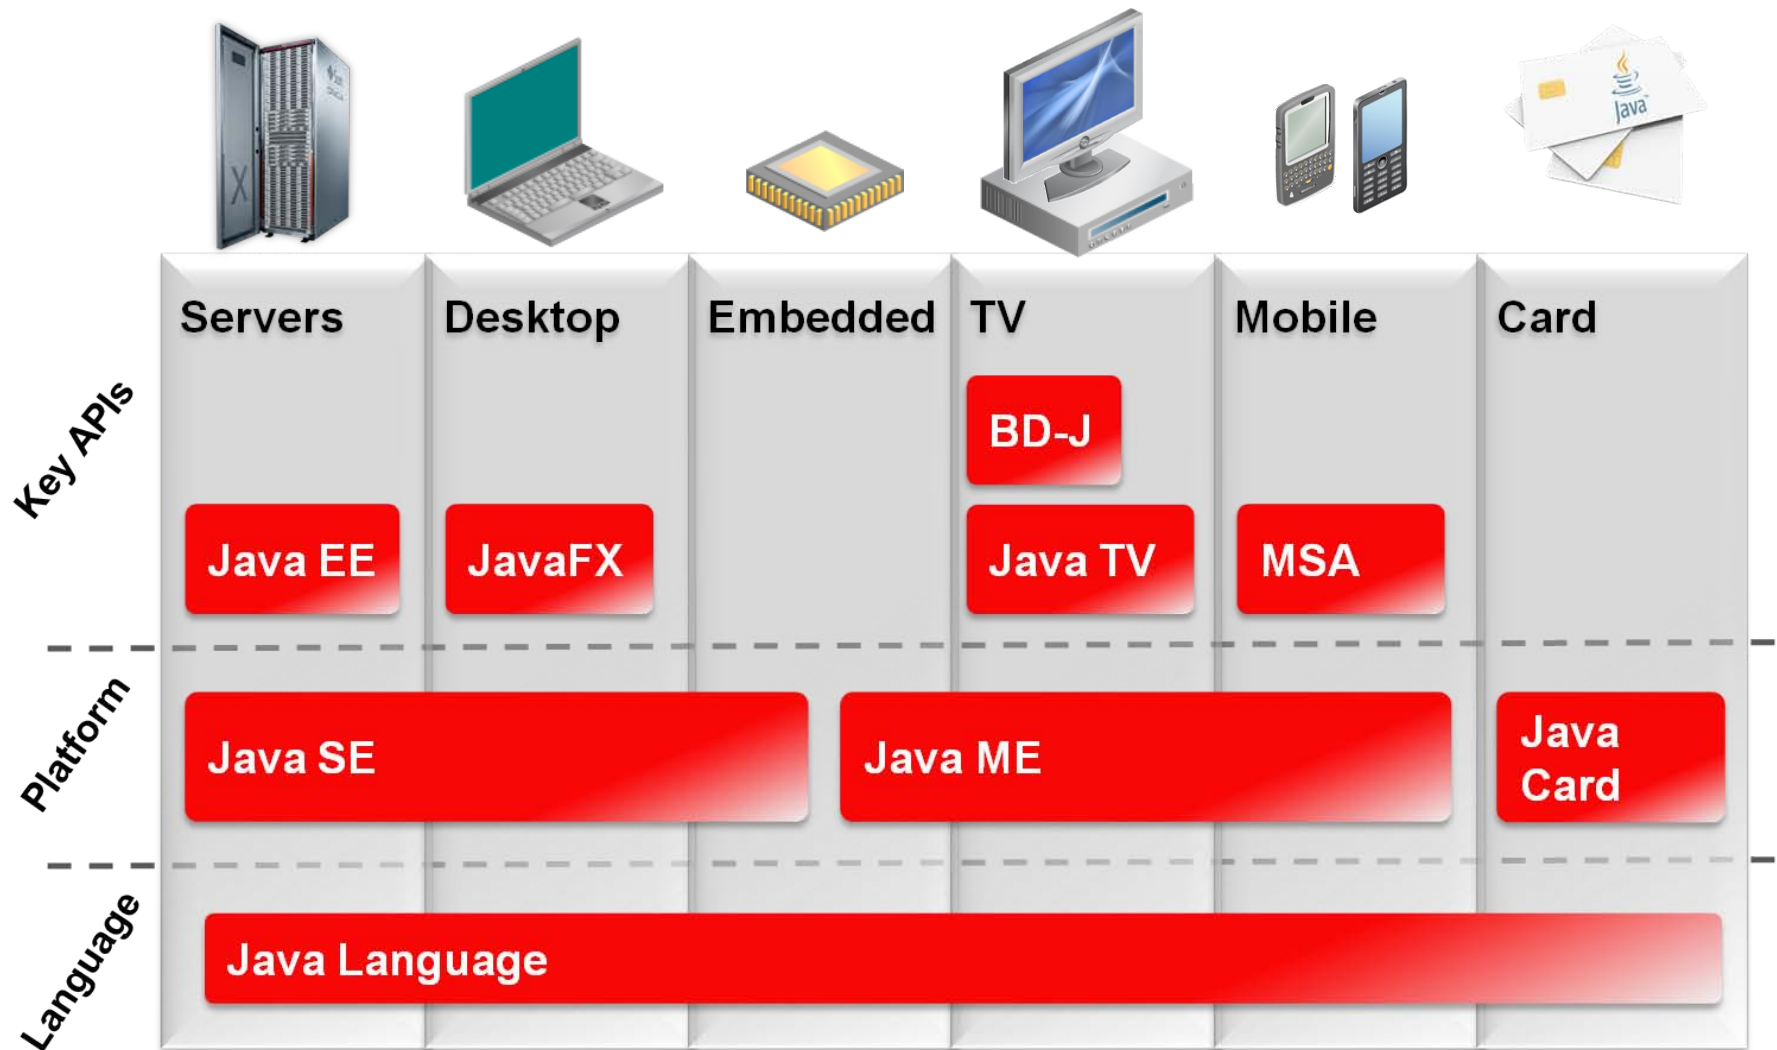 Java™
Servers
Desktop
Embedded
TV
Mobile
Card
Key APIs
BD-J
Java EE
JavaFX
Java TV
MSA
Platform
Java SE
Java ME
Java
Card
Language
Java Language